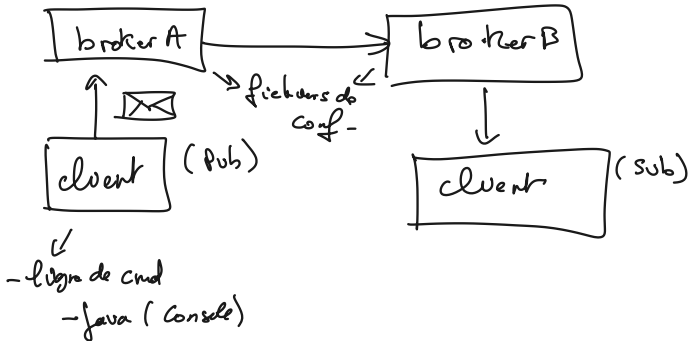 broker A
broker B
fichiers de
conf -
client (Pub)
client (Sub)
- ligne de cmd
- Java (Console)